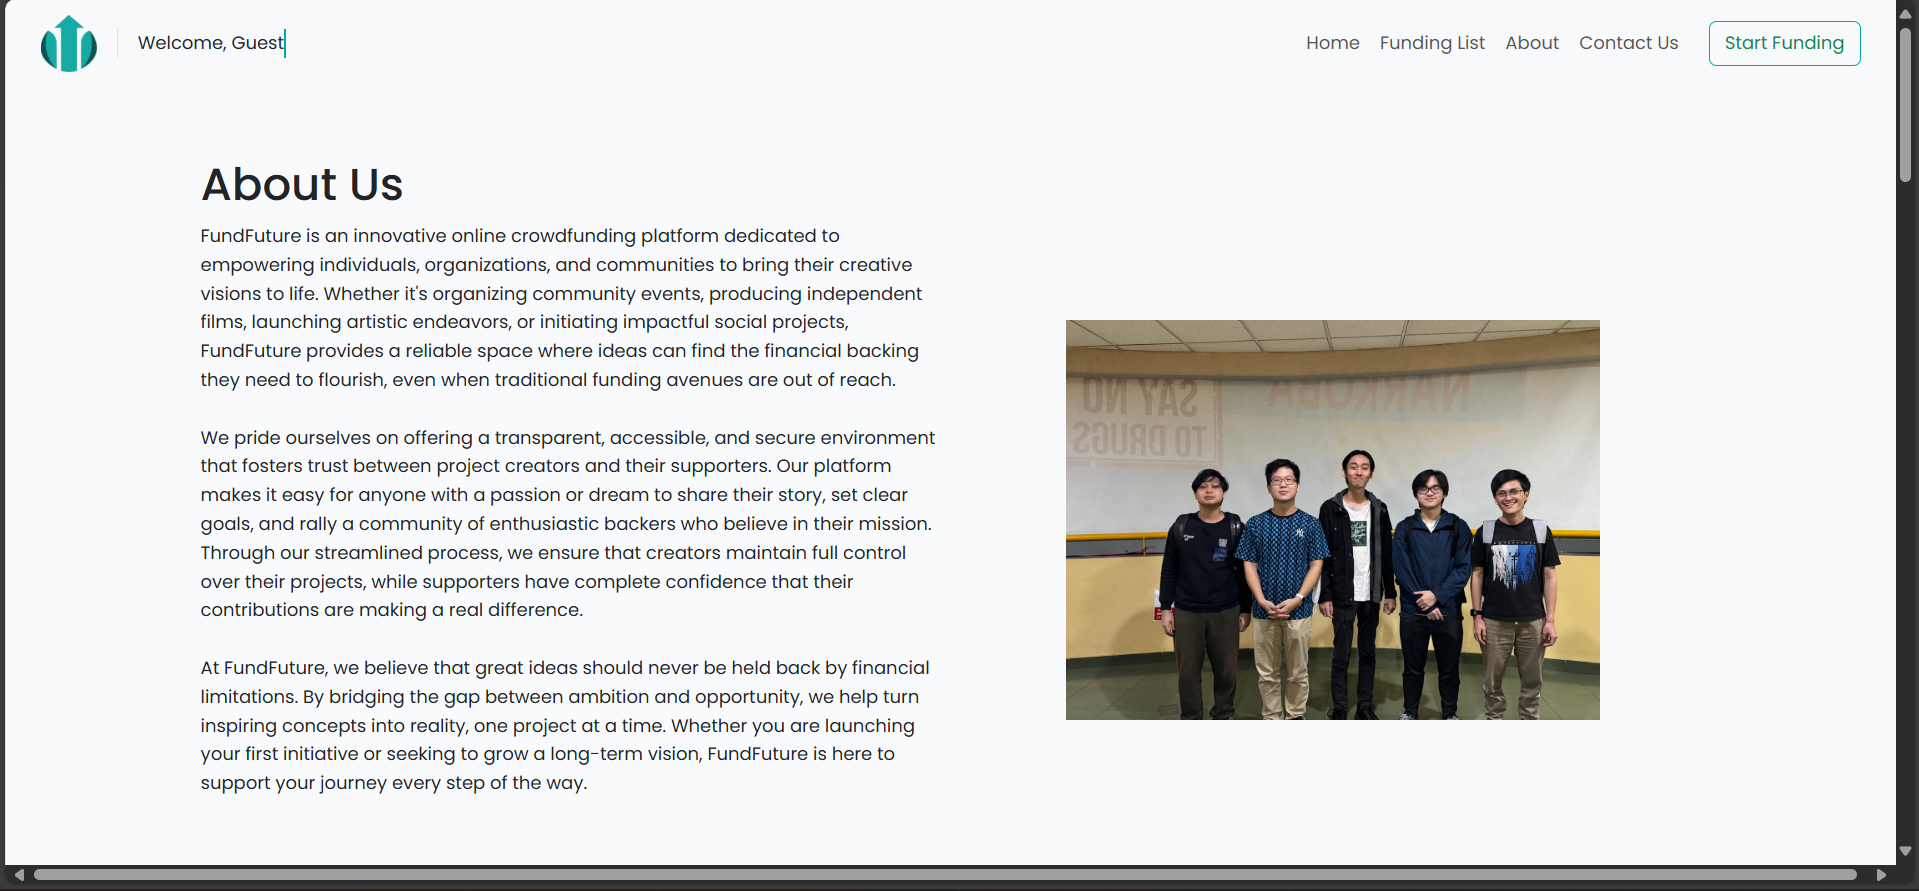 Welcome, Guest
Home
Funding List
About
Contact Us
Start Funding
About Us
FundFuture is an innovative online crowdfunding platform dedicated to
empowering individuals, organizations, and communities to bring their creative
visions to life. Whether it's organizing community events, producing independent
films, launching artistic endeavors, or initiating impactful social projects,
FundFuture provides a reliable space where ideas can find the financial backing
they need to flourish, even when traditional funding avenues are out of reach.
We pride ourselves on offering a transparent, accessible, and secure environment
that fosters trust between project creators and their supporters. Our platform
makes it easy for anyone with a passion or dream to share their story, set clear
goals, and rally a community of enthusiastic backers who believe in their mission.
Through our streamlined process, we ensure that creators maintain full control
over their projects, while supporters have complete confidence that their
contributions are making a real difference.
At FundFuture, we believe that great ideas should never be held back by financial
limitations. By bridging the gap between ambition and opportunity, we help turn
inspiring concepts into reality, one project at a time. Whether you are launching
your first initiative or seeking to grow a long-term vision, FundFuture is here to
support your journey every step of the way.
SAY NO
TO DRUGS
NARKOBA